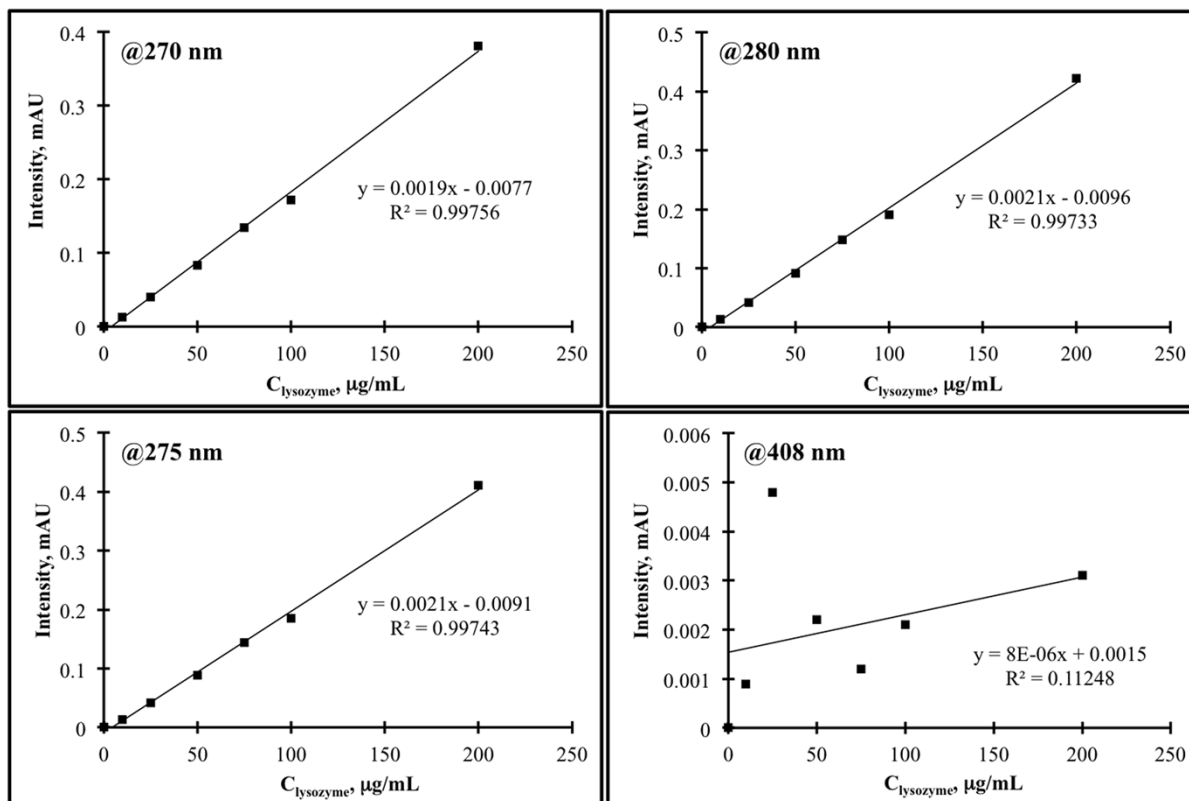 @270 nm
Intensity, mAU
0.4
0.3
0.2
0.1
0
y = 0.0019x - 0.0077
R² = 0.99756
0 50 100 150 200 250
Clysozyme, µg/mL
@280 nm
Intensity, mAU
0.5
0.4
0.3
0.2
0.1
0
y = 0.0021x - 0.0096
R² = 0.99733
0 50 100 150 200 250
Clysozyme, µg/mL
@275 nm
Intensity, mAU
0.5
0.4
0.3
0.2
0.1
0
y = 0.0021x - 0.0091
R² = 0.99743
0 50 100 150 200 250
Clysozyme, µg/mL
@408 nm
Intensity, mAU
0.006
0.005
0.004
0.003
0.002
0.001
0
y = 8E-06x + 0.0015
R² = 0.11248
0 50 100 150 200 250
Clysozyme, µg/mL